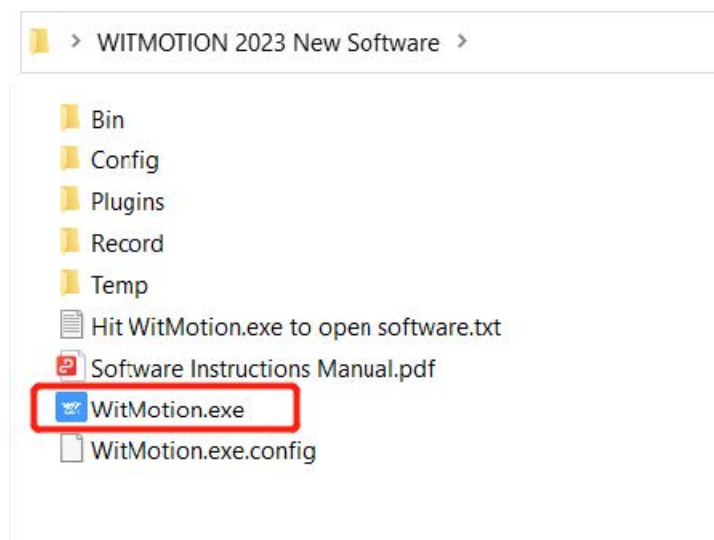 WITMOTION 2023 New Software
Bin
Config
Plugins
Record
Temp
Hit WitMotion.exe to open software.txt
Software Instructions Manual.pdf
WitMotion.exe
WitMotion.exe.config